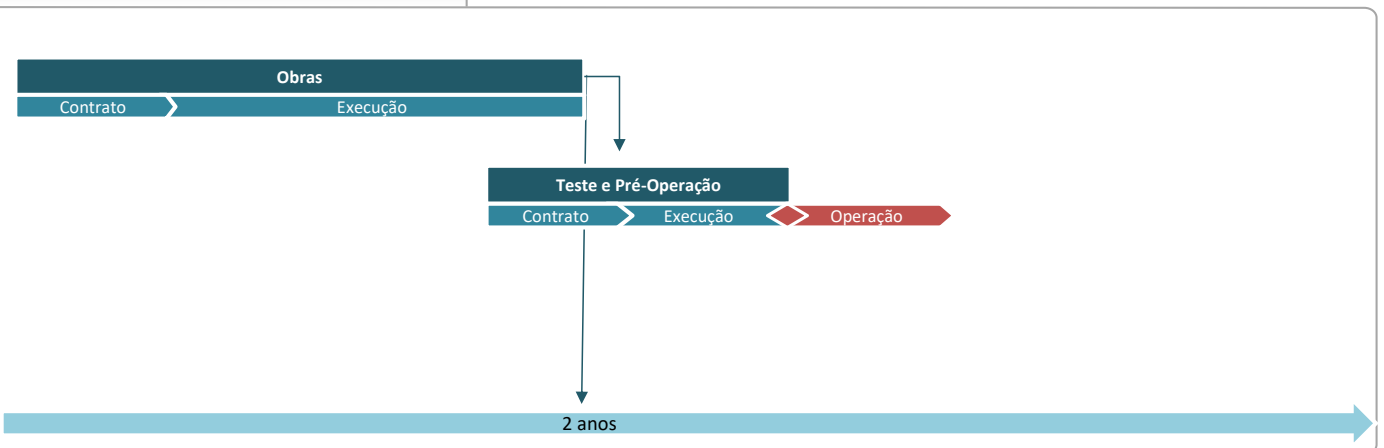 Obras
Contrato Execução
Teste e Pré-Operação
Contrato Execução Operação
2 anos